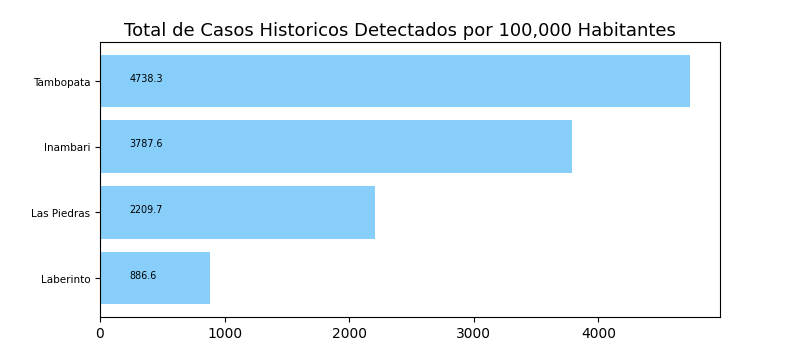 Total de Casos Historicos Detectados por 100,000 Habitantes
Tambopata 4738.3
Inambari 3787.6
Las Piedras 2209.7
Laberinto 886.6
0 1000 2000 3000 4000